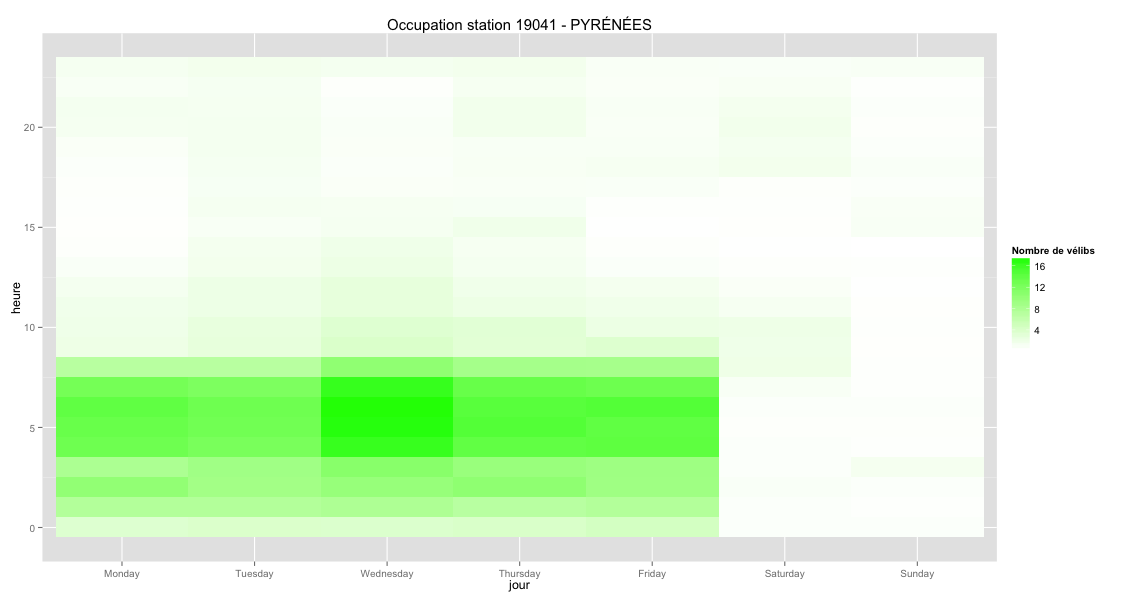 Occupation station 19041 - PYRÉNÉES
heure
20
15
10
5
0
Monday Tuesday Wednesday Thursday Friday Saturday Sunday
jour
Nombre de vélibs
16
12
8
4